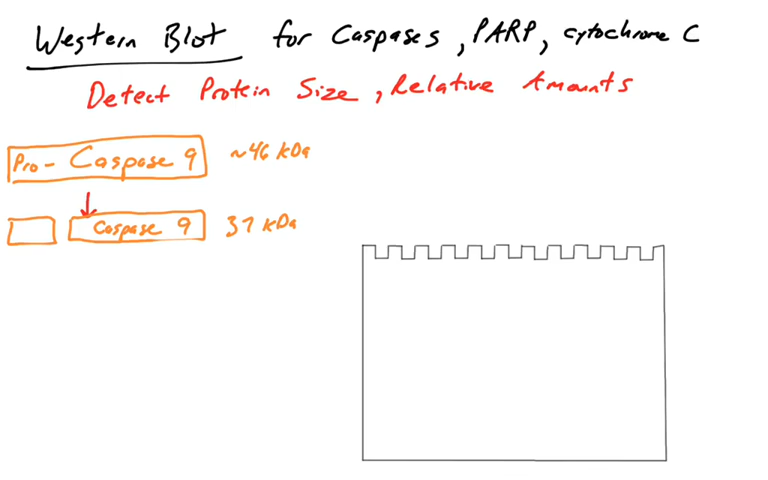 Western Blot for Caspases, PARP, cytochrome C
Detect Protein Size, Relative Amounts
Pro-Caspase 9 ~46 kDa
Caspase 9 37 kDa